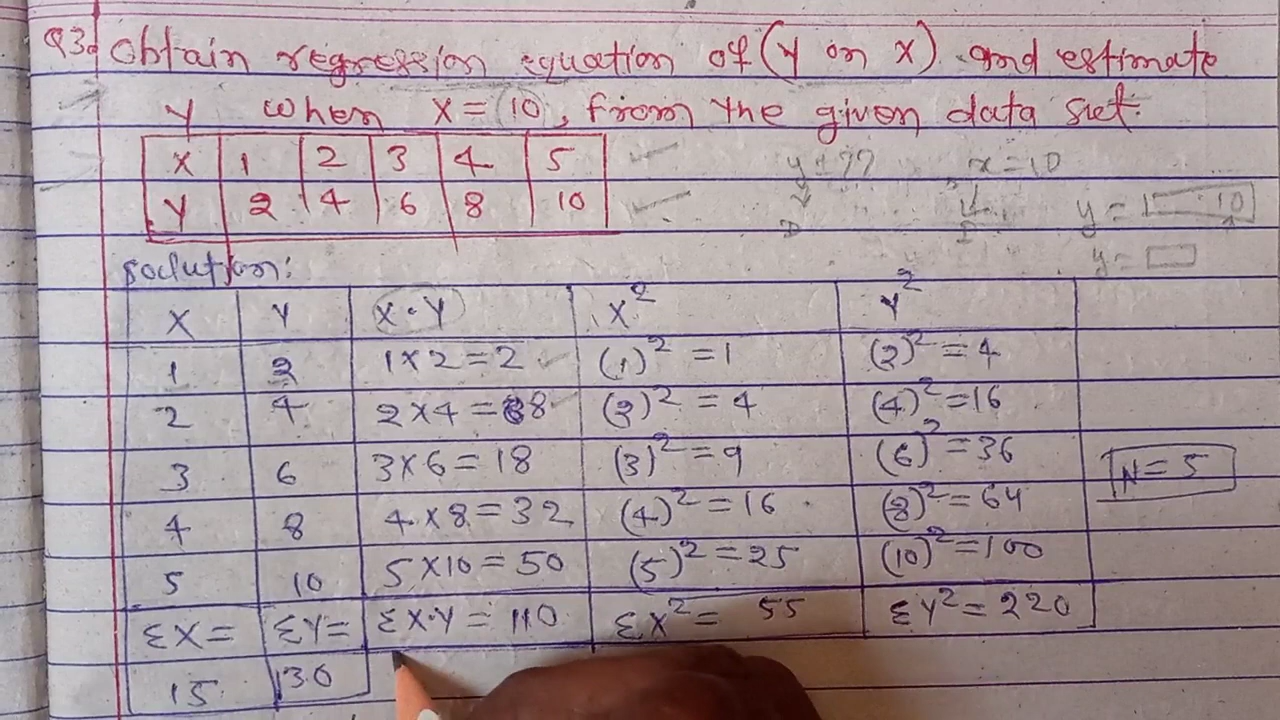 Q3. Obtain regression equation of (Y on X) and estimate
Y when X = 10, from the given data set.
X 1 2 3 4 5
Y 2 4 6 8 10
y = ?? x = 10
D
y = 10
I
y =
Solution:
X Y X·Y X² Y²
1 2 1×2=2 (1)²=1 (2)²=4
2 4 2×4=8 (2)²=4 (4)²=16
3 6 3×6=18 (3)²=9 (6)²=36
N=5
4 8 4×8=32 (4)²=16 (8)²=64
5 10 5×10=50 (5)²=25 (10)²=100
ΣX= ΣY= ΣX·Y=110 ΣX²=55 ΣY²=220
15 30